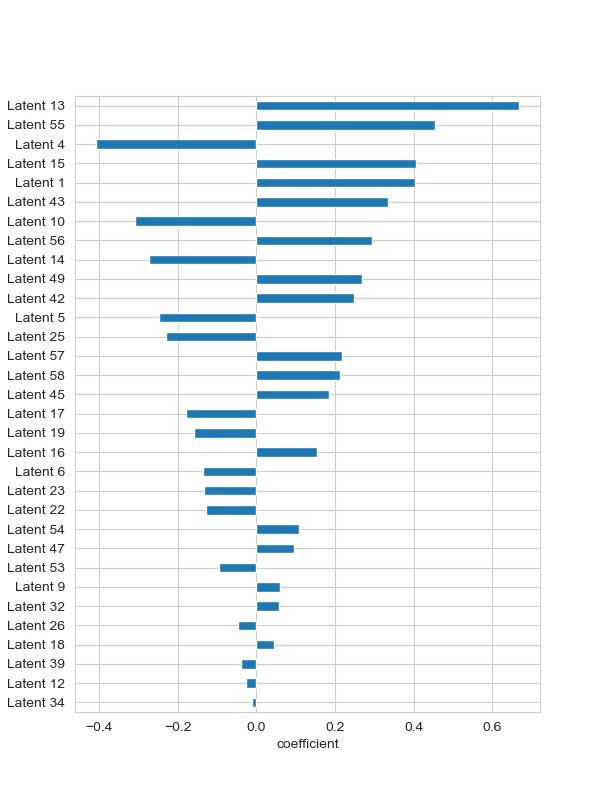 Latent 13
Latent 55
Latent 4
Latent 15
Latent 1
Latent 43
Latent 10
Latent 56
Latent 14
Latent 49
Latent 42
Latent 5
Latent 25
Latent 57
Latent 58
Latent 45
Latent 17
Latent 19
Latent 16
Latent 6
Latent 23
Latent 22
Latent 54
Latent 47
Latent 53
Latent 9
Latent 32
Latent 26
Latent 18
Latent 39
Latent 12
Latent 34
−0.4 −0.2 0.0 0.2 0.4 0.6
coefficient